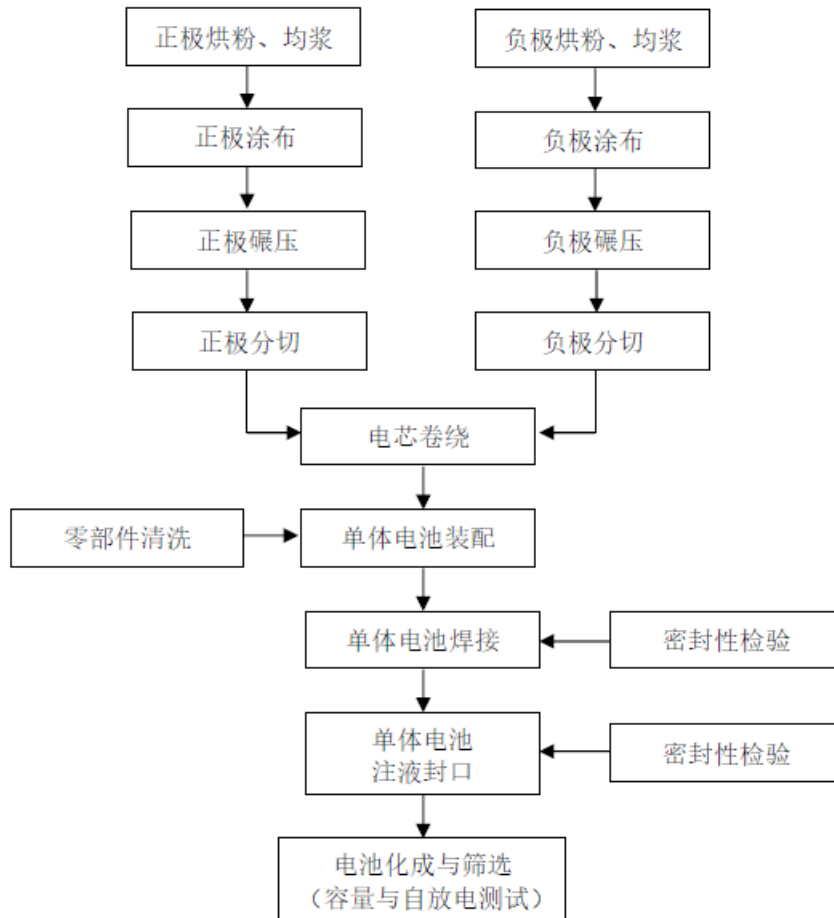 正极烘粉、均浆
负极烘粉、均浆
正极涂布
负极涂布
正极碾压
负极碾压
正极分切
负极分切
电芯卷绕
零部件清洗
单体电池装配
单体电池焊接
密封性检验
单体电池
注液封口
密封性检验
电池化成与筛选
（容量与自放电测试）